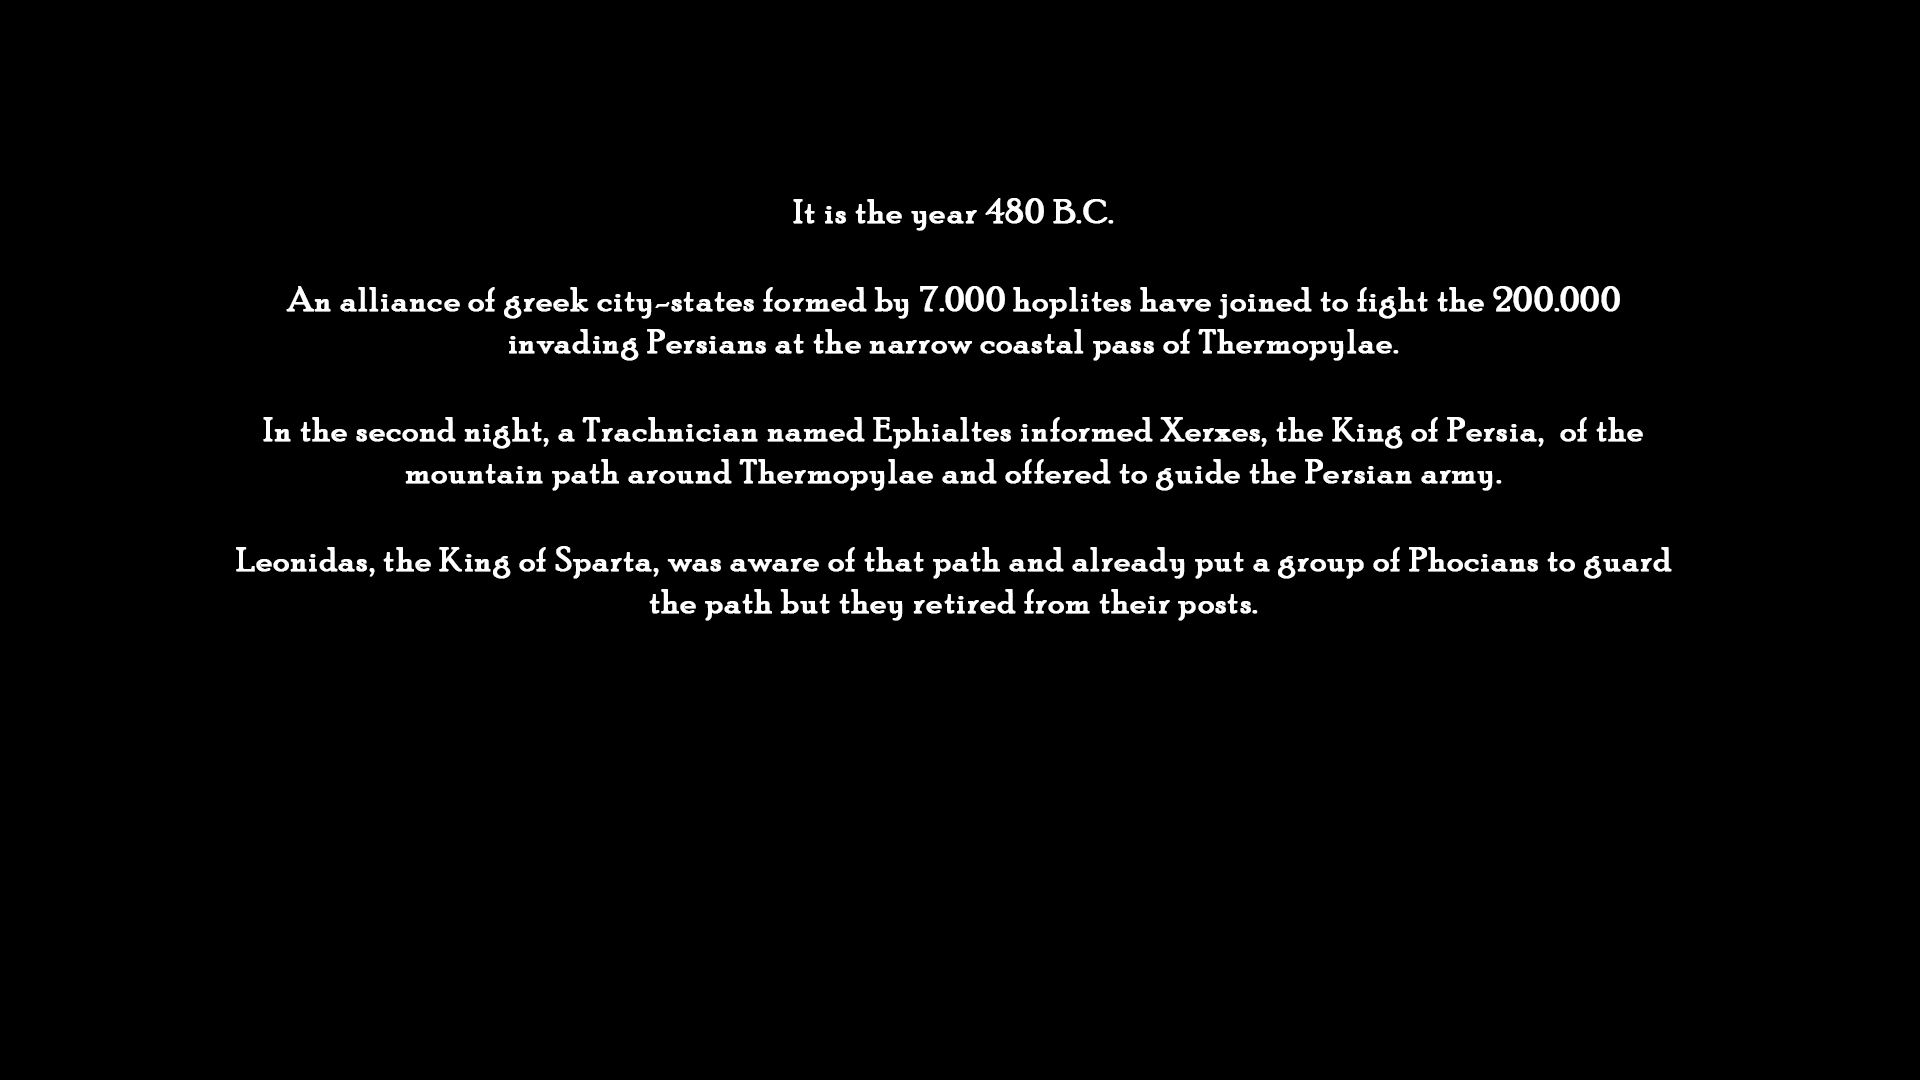 It is the year 480 B.C.
An alliance of greek city-states formed by 7.000 hoplites have joined to fight the 200.000
invading Persians at the narrow coastal pass of Thermopylae.
In the second night, a Trachnician named Ephialtes informed Xerxes, the King of Persia,  of the
mountain path around Thermopylae and offered to guide the Persian army.
Leonidas, the King of Sparta, was aware of that path and already put a group of Phocians to guard
the path but they retired from their posts.